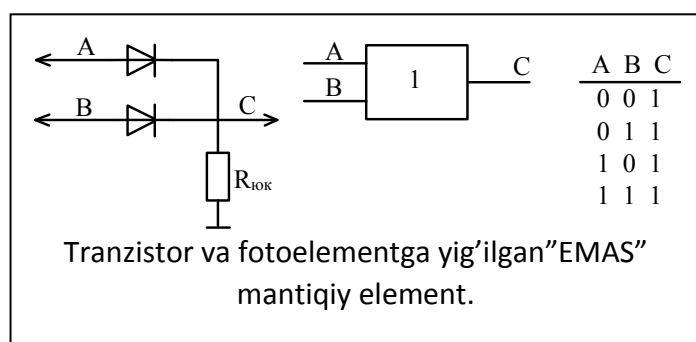 A
B
C
Rюк
A
B
1
C
A B C
0 0 1
0 1 1
1 0 1
1 1 1
Tranzistor va fotoelementga yig’ilgan”EMAS”
mantiqiy element.